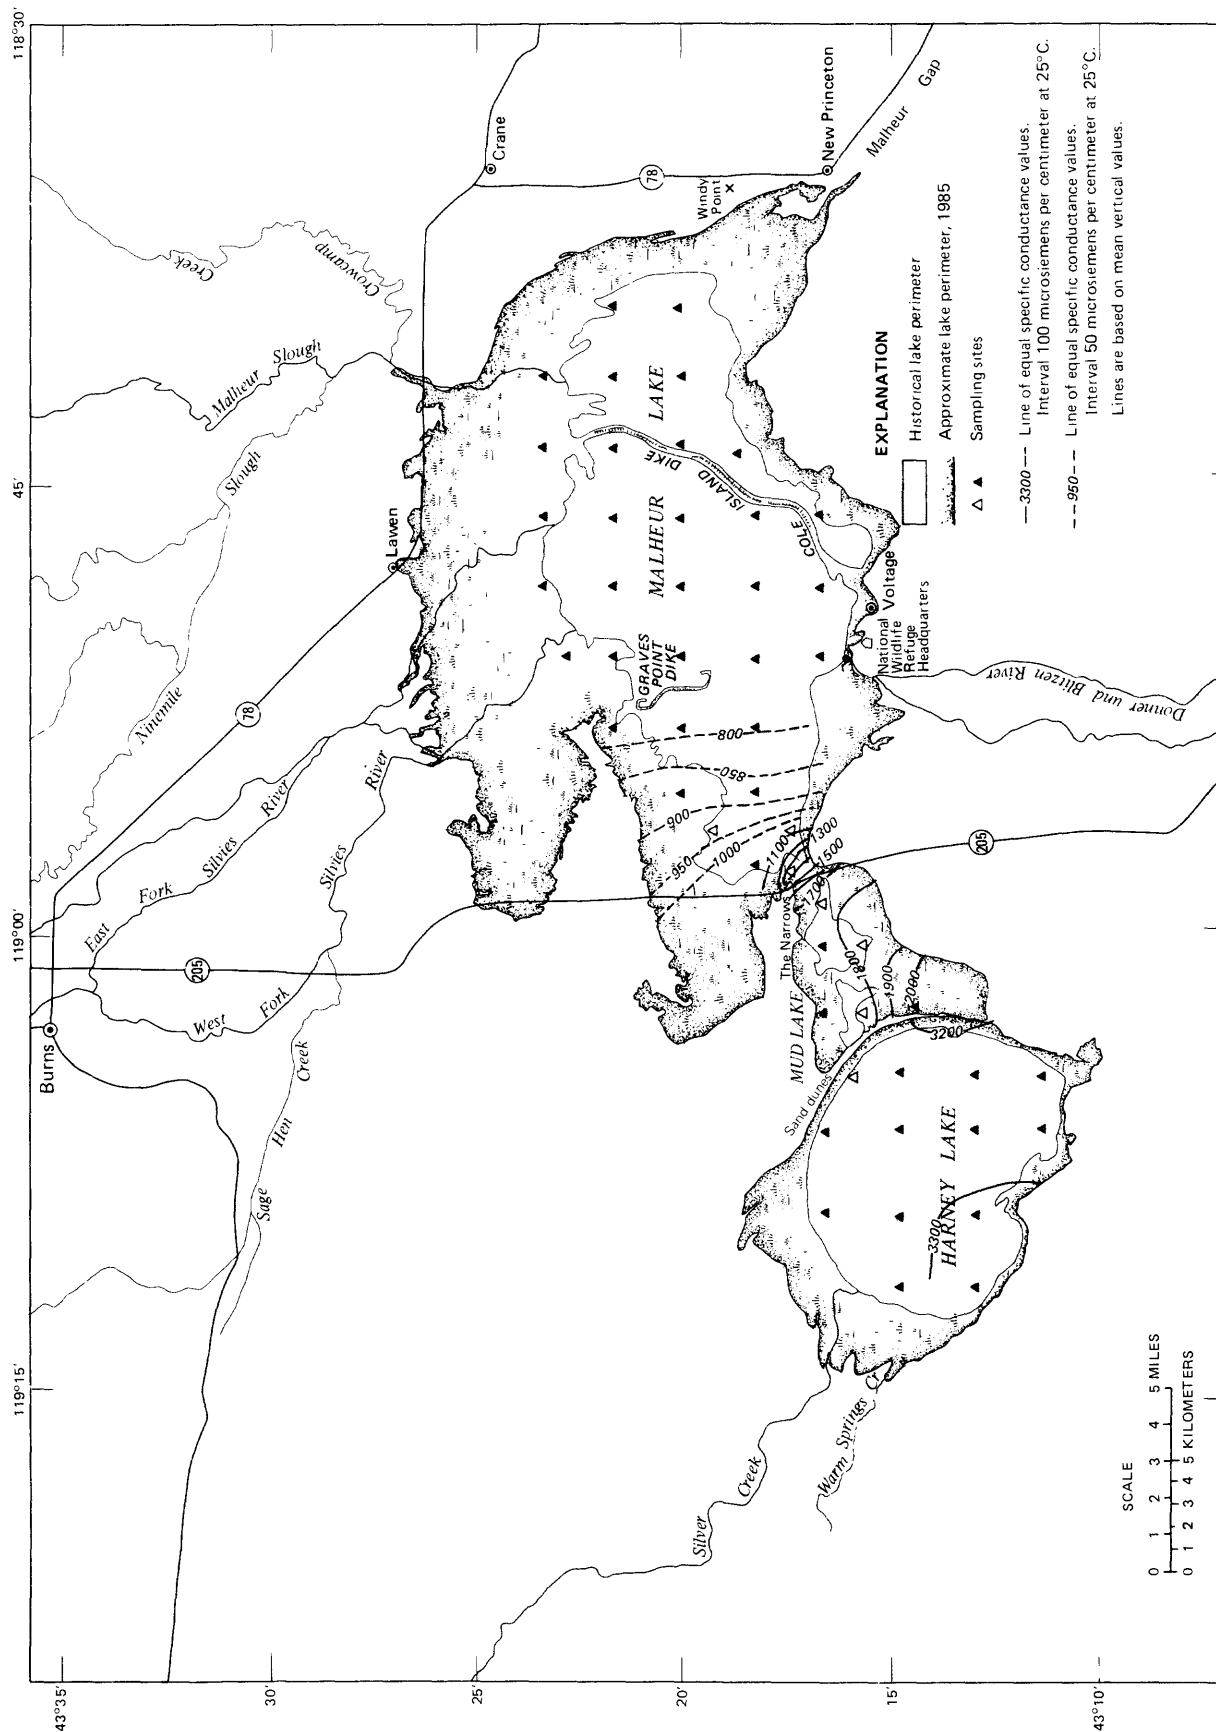 118°30'
45'
119°00'
119°15'
43°35'
30'
25'
20'
15'
43°10'
Burns
Crane
New Princeton
Lawen
Voltage
Windy
Point
Malheur Gap
Crowcamp
Creek
Malheur Slough
Ninemile
Slough
78
78
205
205
East
Fork
Silvies
River
West
Fork
Silvies
River
Sage
Hen
Creek
MALHEUR LAKE
COLE
ISLAND
DIKE
GRAVES
POINT
DIKE
National
Wildlife
Refuge
Headquarters
Donner und Blitzen River
The Narrows
MUD LAKE
Sand dunes
HARNEY LAKE
Silver
Creek
Warm Springs Cr
800
850
900
950
1000
1100
1300
1500
1700
1800
1900
2000
3200
3300
EXPLANATION
Historical lake perimeter
Approximate lake perimeter, 1985
Sampling sites
—3300—– Line of equal specific conductance values.
Interval 100 microsiemens per centimeter at 25°C.
––950–– Line of equal specific conductance values.
Interval 50 microsiemens per centimeter at 25°C.
Lines are based on mean vertical values.
SCALE
0 1 2 3 4 5 MILES
0 1 2 3 4 5 KILOMETERS